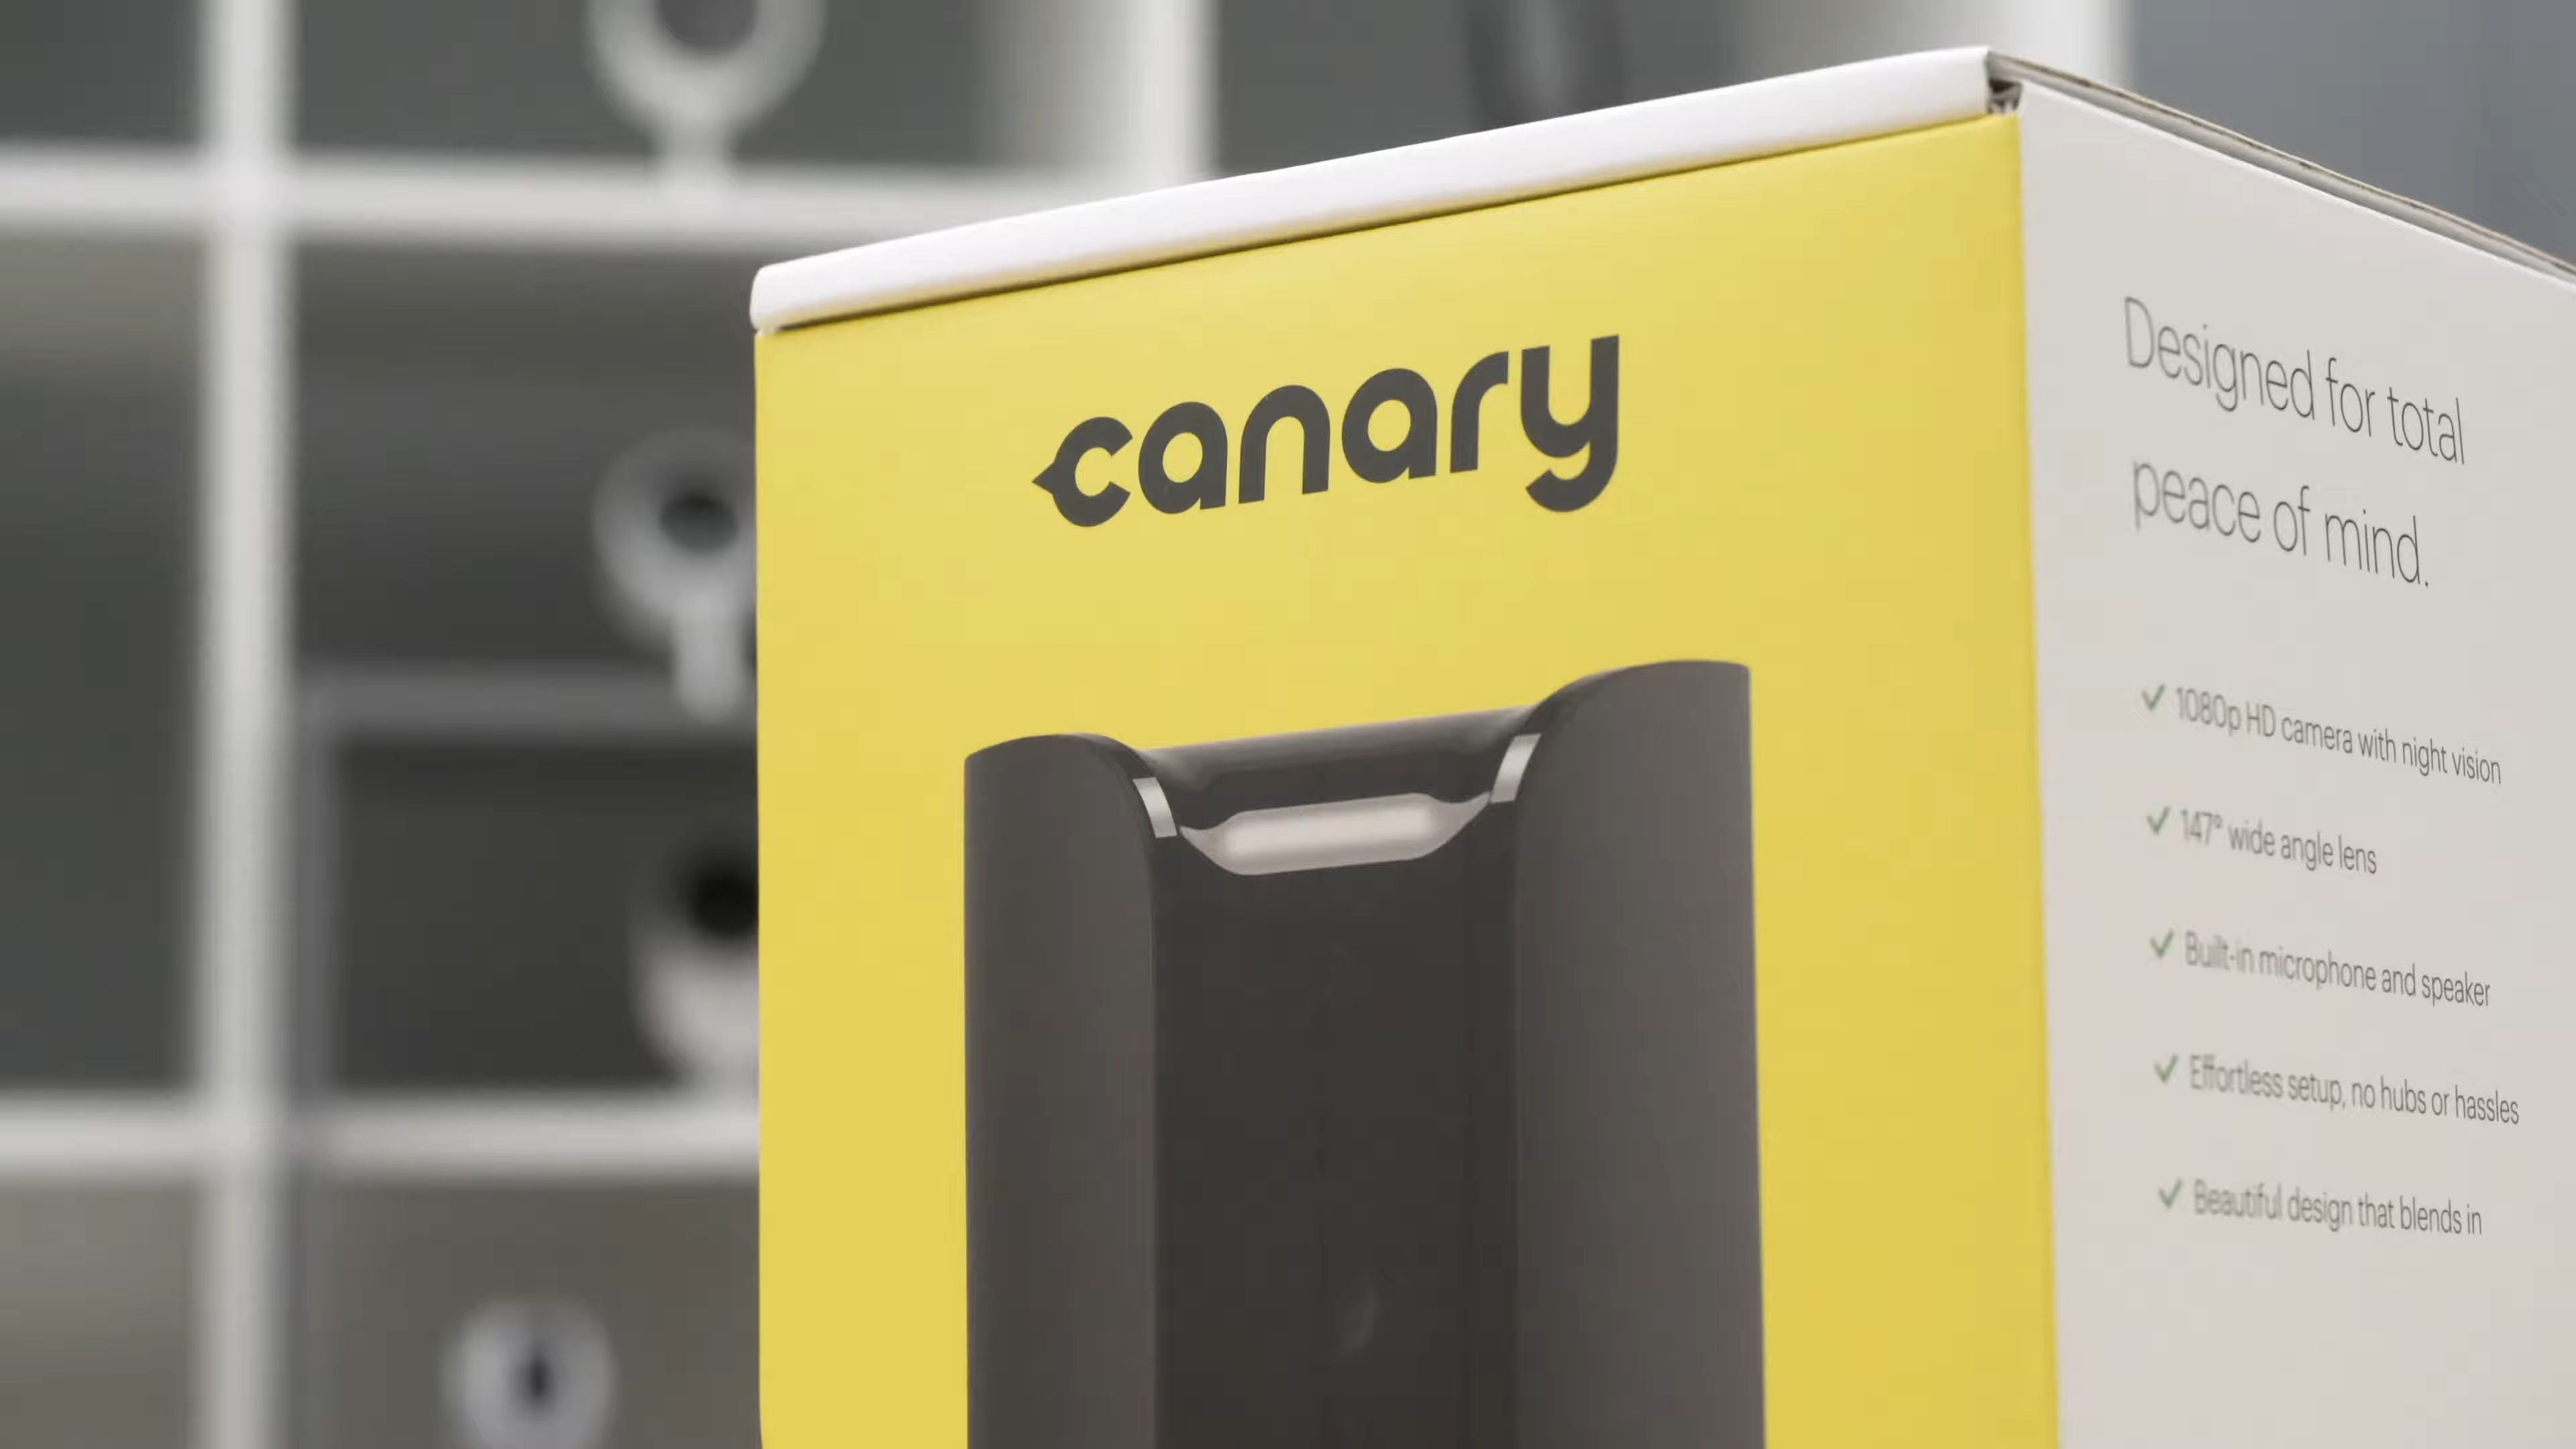 canary
Designed for total
peace of mind.
✓ 1080p HD camera with night vision
✓ 147° wide angle lens
✓ Built-in microphone and speaker
✓ Effortless setup, no hubs or hassles
✓ Beautiful design that blends in